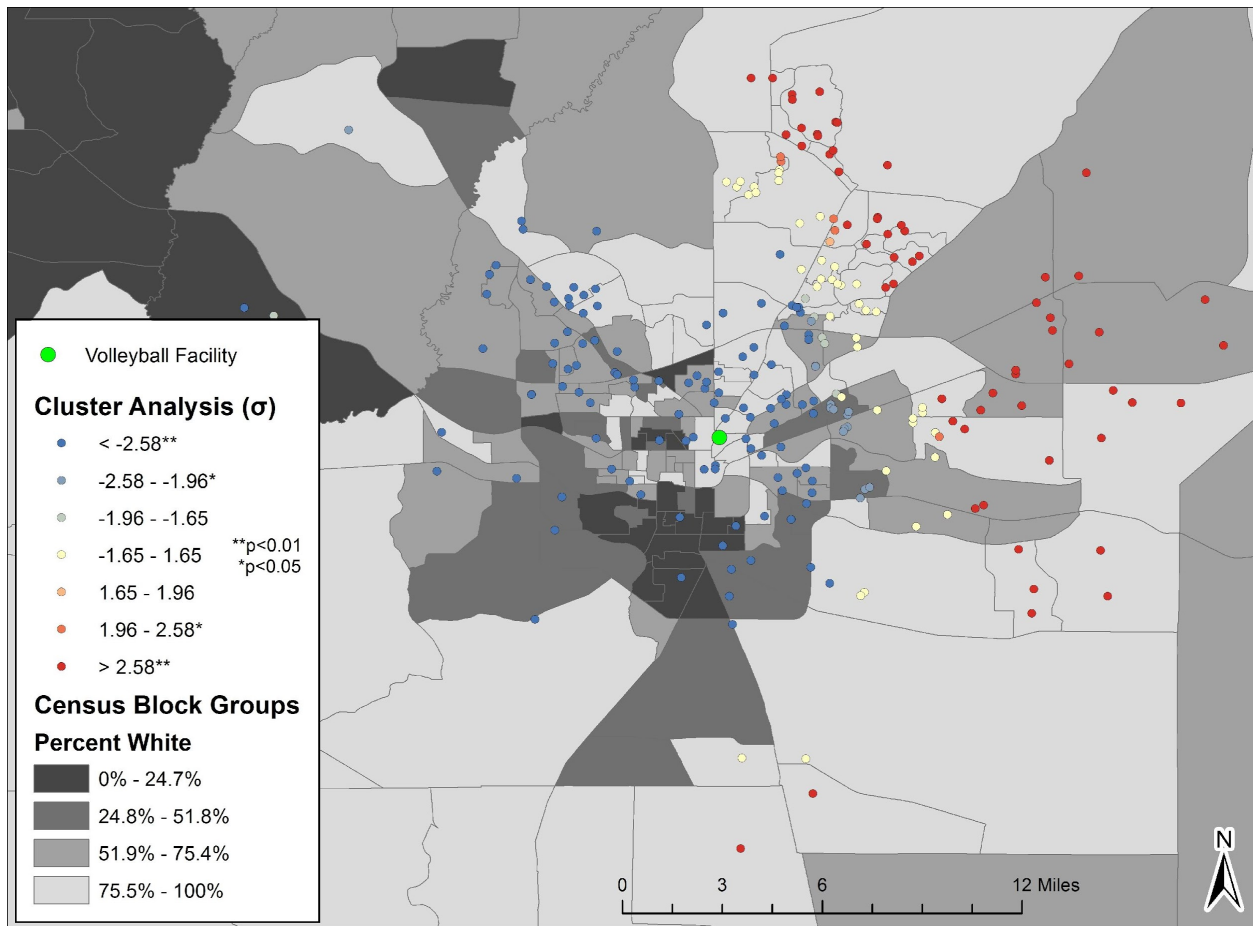 Volleyball Facility
Cluster Analysis (σ)
< -2.58**
-2.58 - -1.96*
-1.96 - -1.65
-1.65 - 1.65
**p<0.01
*p<0.05
1.65 - 1.96
1.96 - 2.58*
> 2.58**
Census Block Groups
Percent White
0% - 24.7%
24.8% - 51.8%
51.9% - 75.4%
75.5% - 100%
0 3 6 12 Miles
N